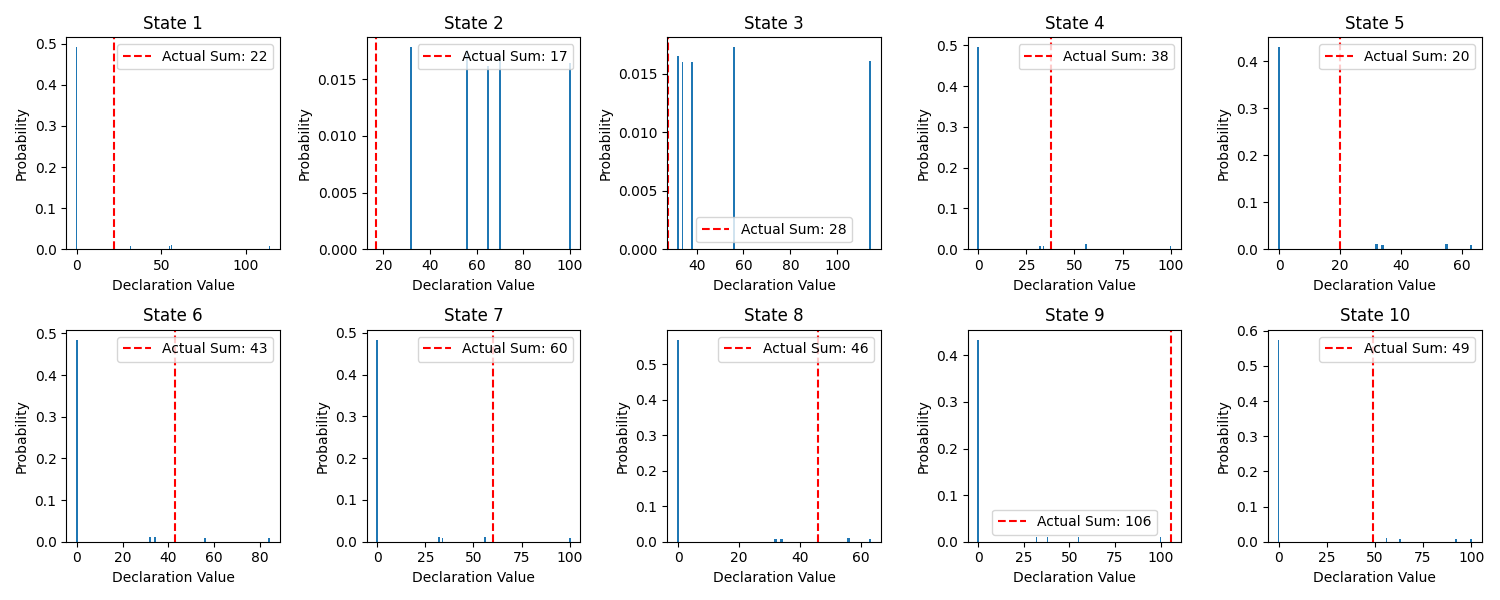 State 1
Probability
0.5
0.4
0.3
0.2
0.1
0.0
Actual Sum: 22
0 50 100
Declaration Value
State 2
Probability
0.015
0.010
0.005
0.000
Actual Sum: 17
20 40 60 80 100
Declaration Value
State 3
Probability
0.015
0.010
0.005
0.000
Actual Sum: 28
40 60 80 100
Declaration Value
State 4
Probability
0.5
0.4
0.3
0.2
0.1
0.0
Actual Sum: 38
0 25 50 75 100
Declaration Value
State 5
Probability
0.4
0.3
0.2
0.1
0.0
Actual Sum: 20
0 20 40 60
Declaration Value
State 6
Probability
0.5
0.4
0.3
0.2
0.1
0.0
Actual Sum: 43
0 20 40 60 80
Declaration Value
State 7
Probability
0.5
0.4
0.3
0.2
0.1
0.0
Actual Sum: 60
0 25 50 75 100
Declaration Value
State 8
Probability
0.5
0.4
0.3
0.2
0.1
0.0
Actual Sum: 46
0 20 40 60
Declaration Value
State 9
Probability
0.4
0.3
0.2
0.1
0.0
Actual Sum: 106
0 25 50 75 100
Declaration Value
State 10
Probability
0.6
0.5
0.4
0.3
0.2
0.1
0.0
Actual Sum: 49
0 25 50 75 100
Declaration Value